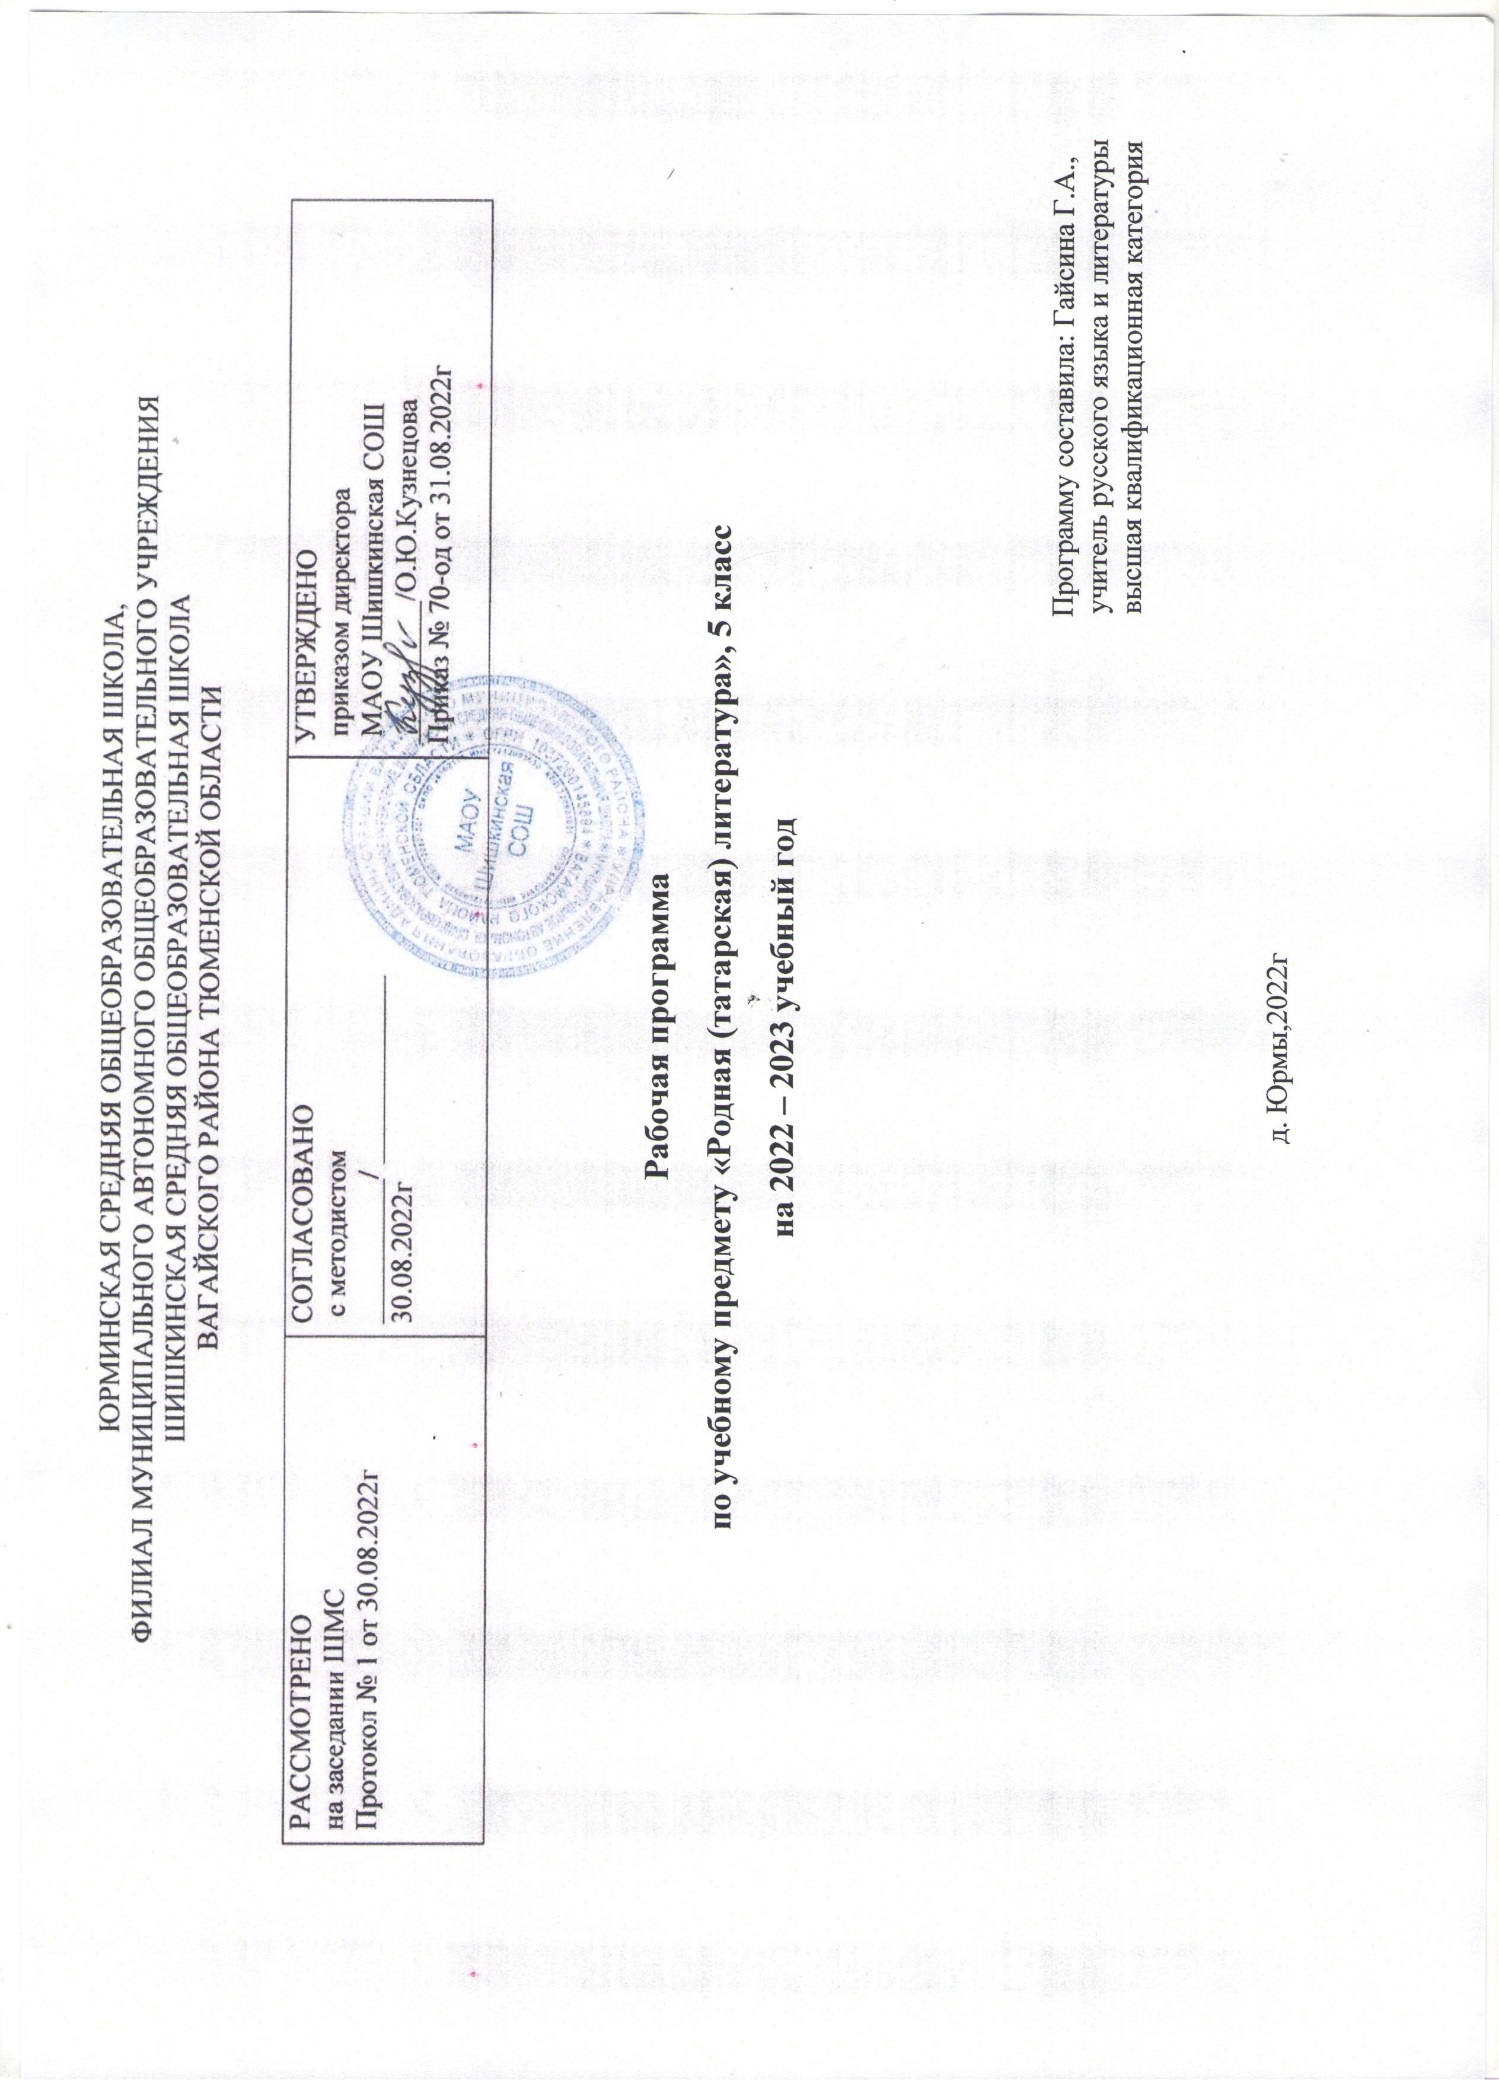 ЮРМИНСКАЯ СРЕДНЯЯ ОБЩЕОБРАЗОВАТЕЛЬНАЯ ШКОЛА,
ФИЛИАЛ МУНИЦИПАЛЬНОГО АВТОНОМНОГО ОБЩЕОБРАЗОВАТЕЛЬНОГО УЧРЕЖДЕНИЯ
ШИШКИНСКАЯ СРЕДНЯЯ ОБЩЕОБРАЗОВАТЕЛЬНАЯ ШКОЛА
ВАГАЙСКОГО РАЙОНА ТЮМЕНСКОЙ ОБЛАСТИ
РАССМОТРЕНО
на заседании ШМС
Протокол № 1 от 30.08.2022г
СОГЛАСОВАНО
с методистом
____________/____________
30.08.2022г
УТВЕРЖДЕНО
приказом директора
МАОУ Шишкинская СОШ
/О.Ю.Кузнецова
Приказ № 70-од от 31.08.2022г
МАОУ
Шишкинская
СОШ
Рабочая программа
по учебному предмету «Родная (татарская) литература», 5 класс
на 2022 – 2023 учебный год
Программу составила: Гайсина Г.А.,
учитель русского языка и литературы
высшая квалификационная категория
д. Юрмы,2022г